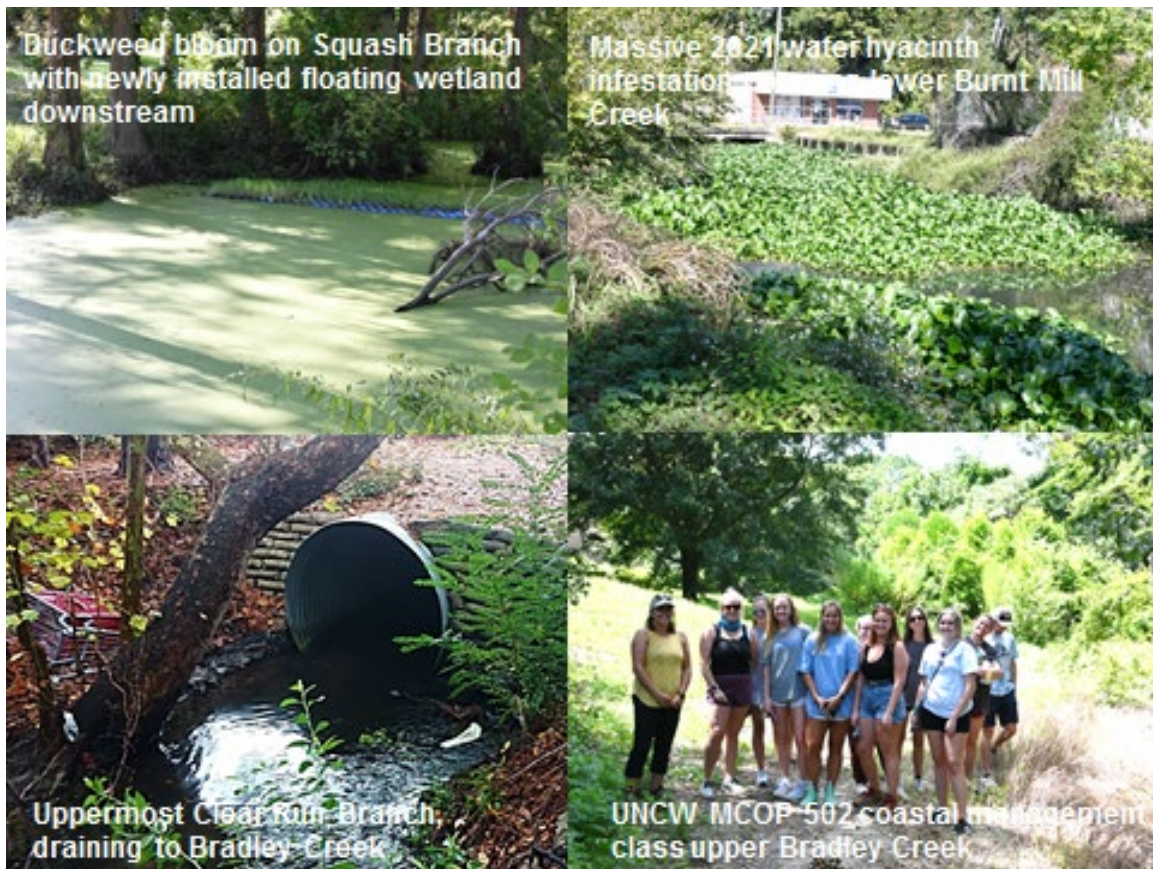 Duckweed bloom on Squash Branch
with newly installed floating wetland
downstream
Massive 2021 water hyacinth
infestation lower Burnt Mill
Creek
Uppermost Clear Run Branch,
draining to Bradley Creek
UNCW MCOP 502 coastal management
class upper Bradley Creek